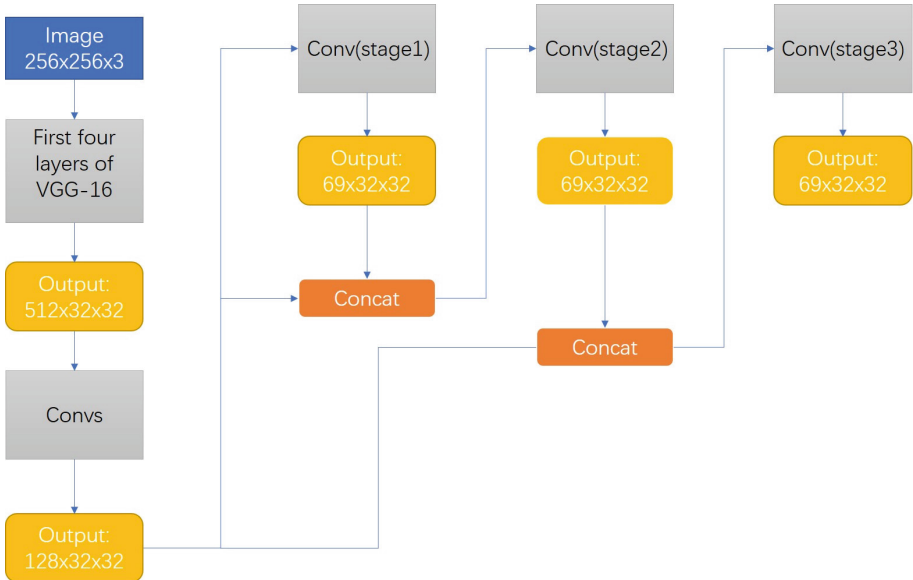 Image
256x256x3
First four
layers of
VGG-16
Output:
512x32x32
Convs
Output:
128x32x32
Conv(stage1)
Output:
69x32x32
Concat
Conv(stage2)
Output:
69x32x32
Concat
Conv(stage3)
Output:
69x32x32